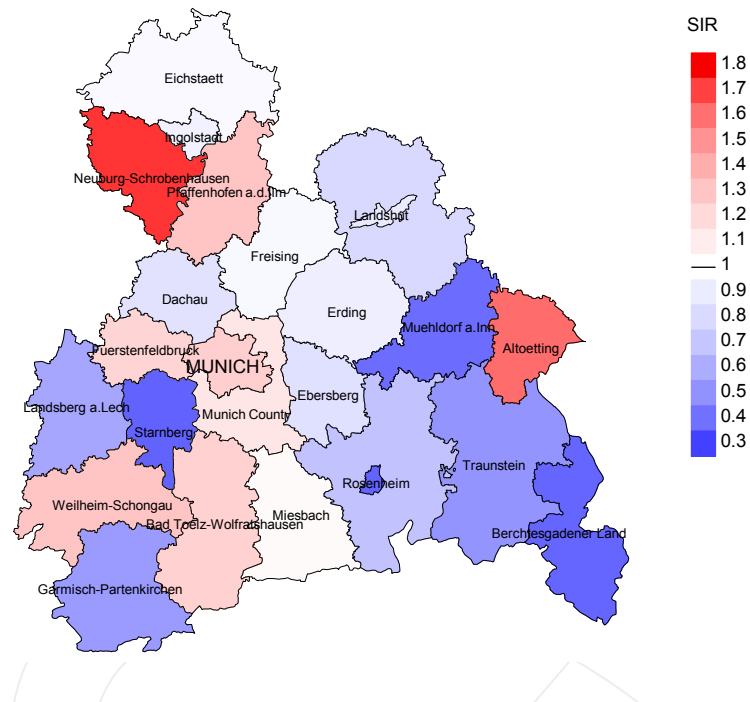 SIR
1.8
1.7
1.6
1.5
1.4
1.3
1.2
1.1
1
0.9
0.8
0.7
0.6
0.5
0.4
0.3
Eichstaett
Ingolstadt
Neuburg-Schrobenhausen
Pfaffenhofen a.d.Ilm
Landshut
Freising
Dachau
Erding
Muehldorf a.Inn
Altoetting
Fuerstenfeldbruck
MUNICH
Ebersberg
Landsberg a.Lech
Munich County
Starnberg
Traunstein
Rosenheim
Weilheim-Schongau
Miesbach
Bad Toelz-Wolfratshausen
Berchtesgadener Land
Garmisch-Partenkirchen